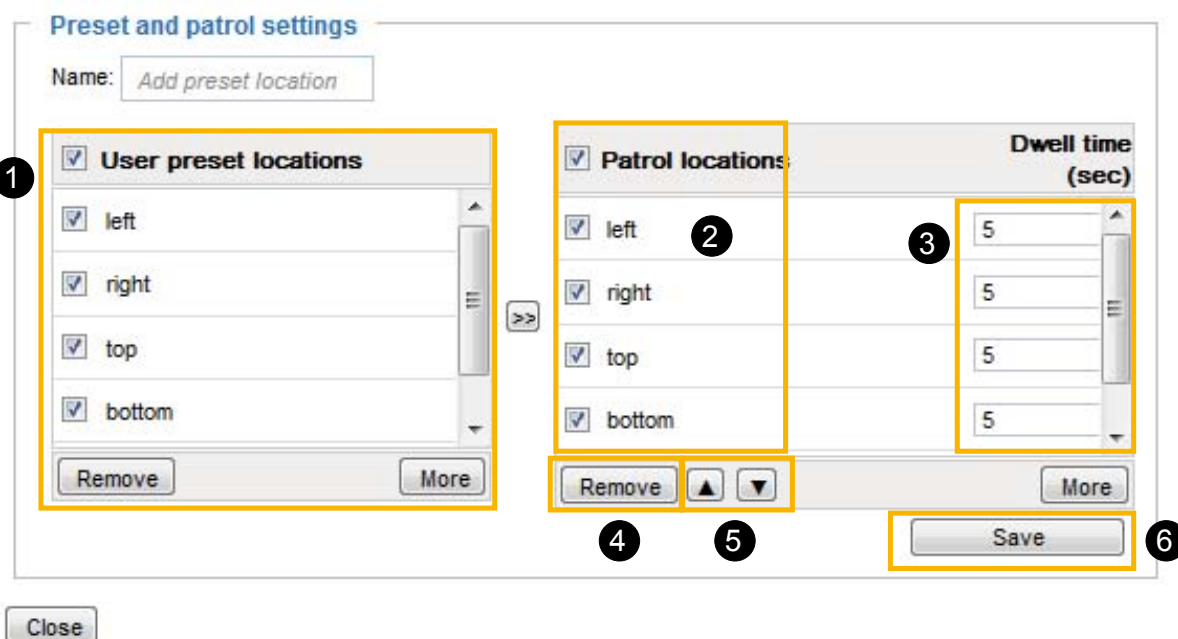 Preset and patrol settings
Name: Add preset location
1
User preset locations
left
right
top
bottom
Remove More
>>
Patrol locations Dwell time
(sec)
left 2 3 5
right 5
top 5
bottom 5
Remove ▲ ▼ More
4 5 Save 6
Close